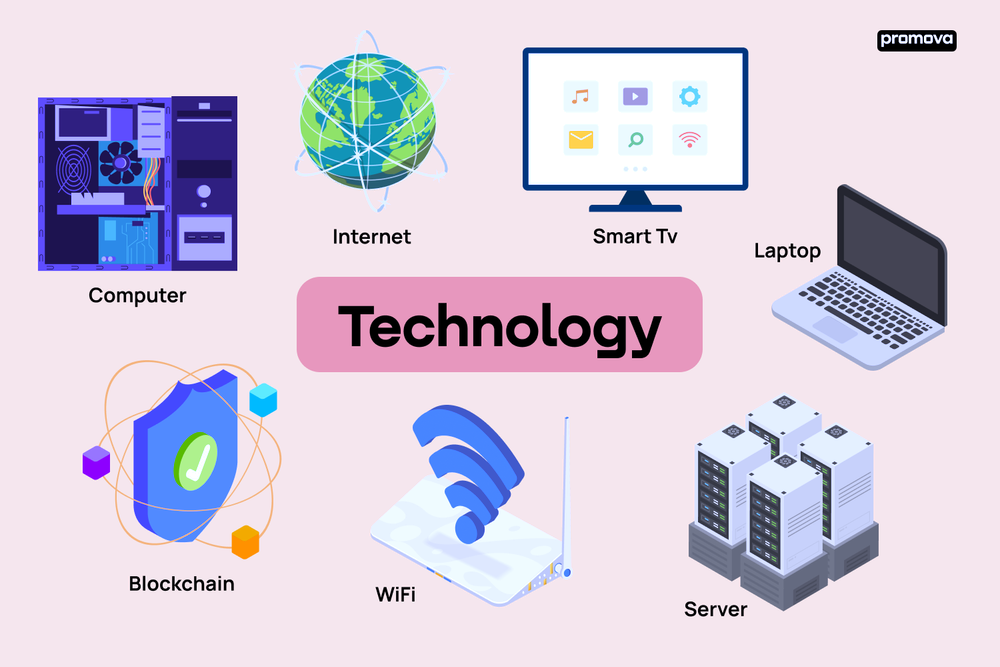 promova
Internet
Smart Tv
Laptop
Computer
Technology
Blockchain
WiFi
Server